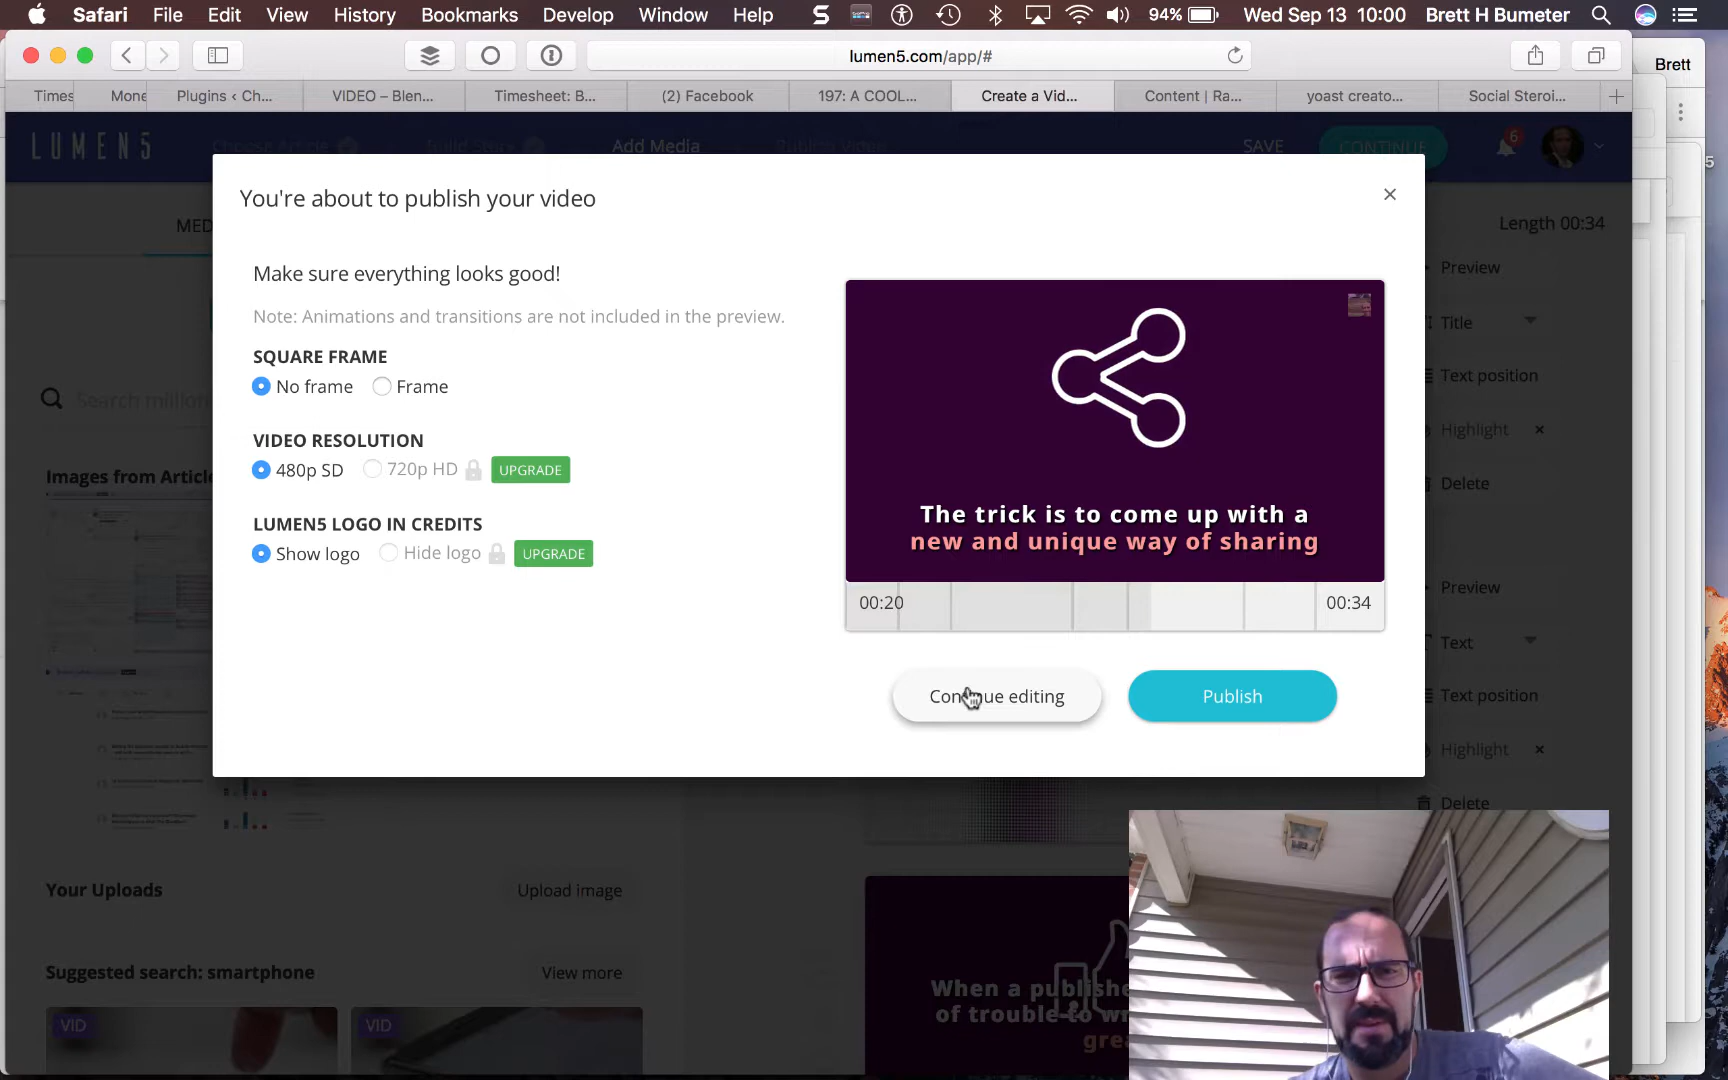 Safari File Edit View History Bookmarks Develop Window Help S 94% Wed Sep 13 10:00 Brett H Bumeter
lumen5.com/app/# Brett
Times Mone Plugins ‹ Ch... VIDEO – Blen... Timesheet: B... (2) Facebook 197: A COOL... Create a Vid... Content | Ra... yoast creato... Social Steroi... +
LUMEN5 Choose Article Build Story Add Media Publish Video SAVE CONTINUE 6
You're about to publish your video ×
MED Length 00:34
Make sure everything looks good! Preview
Note: Animations and transitions are not included in the preview. Title
SQUARE FRAME
No frame Frame Text position
Search million
VIDEO RESOLUTION Highlight ×
480p SD 720p HD UPGRADE
Images from Article Delete
LUMEN5 LOGO IN CREDITS
Show logo Hide logo UPGRADE
The trick is to come up with a
new and unique way of sharing
00:20 00:34 Preview
Text
Continue editing Publish Text position
Highlight ×
Delete
Your Uploads Upload image
Suggested search: smartphone View more
When a publishe
of trouble to wr
grea
VID VID